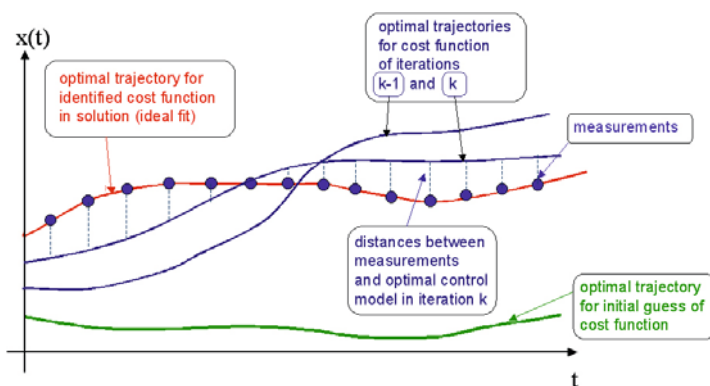 x(t)
optimal trajectory for
identified cost function
in solution (ideal fit)
optimal trajectories
for cost function
of iterations
k-1 and k
measurements
distances between
measurements
and optimal control
model in iteration k
optimal trajectory
for initial guess of
cost function
t